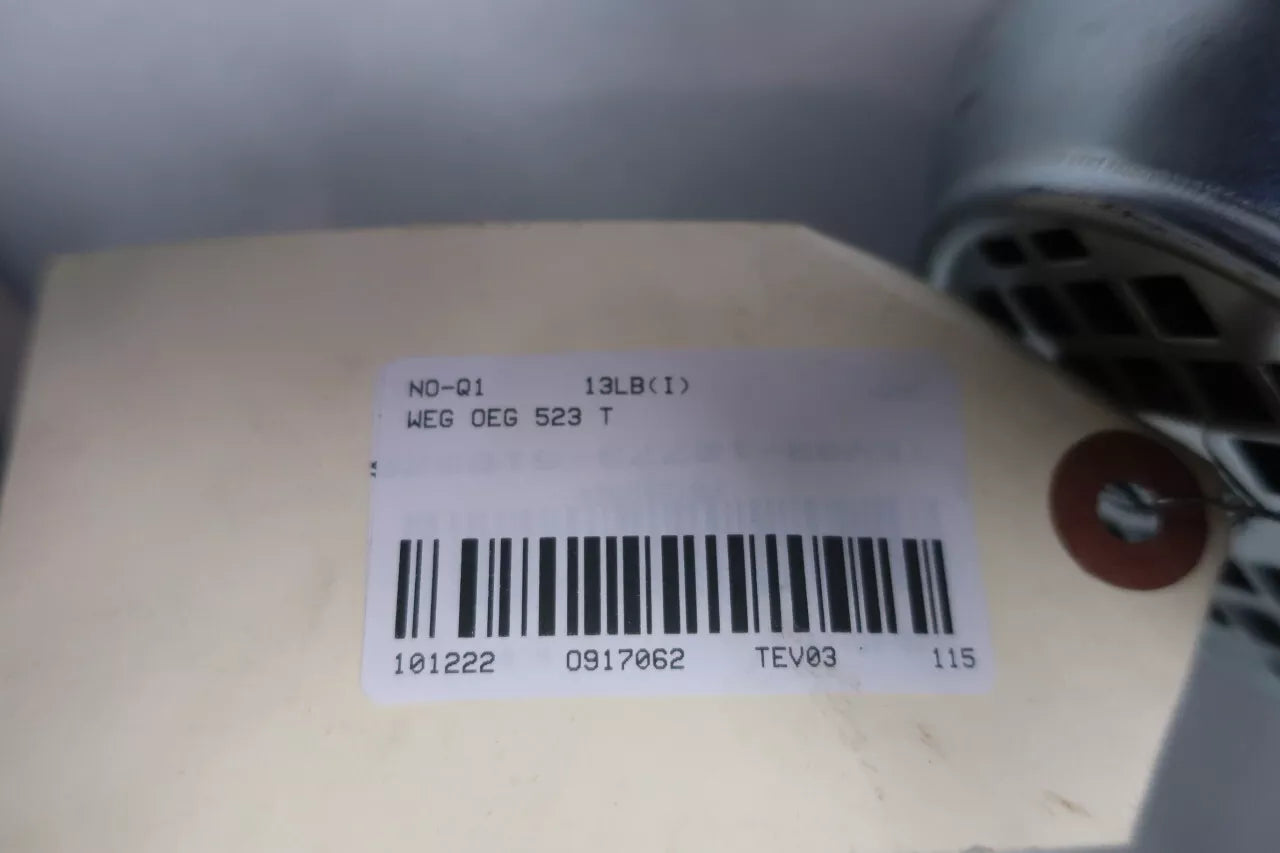 NO-Q1 13LB(I)
WEG OEG 523 T
101222 0917062 TEV03 115